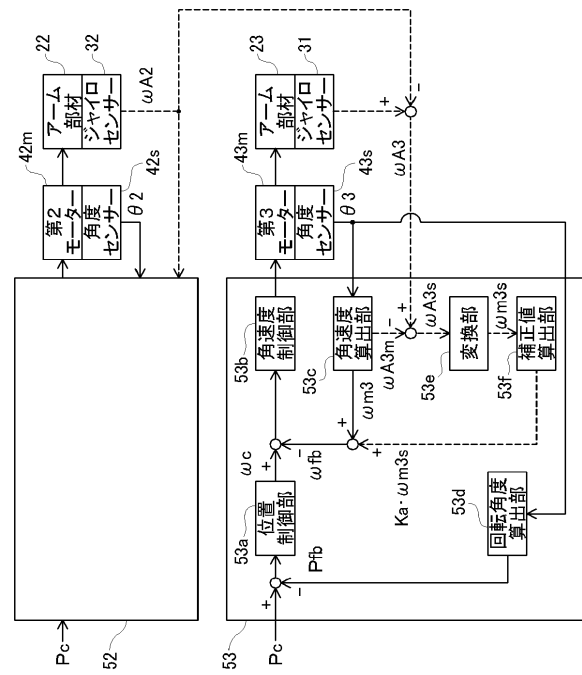 Pc
52
第2
モーター
角度
センサー
42m
42s
θ2
アーム
部材
ジャイロ
センサー
22
32
ωA2
Pc
53
+
-
Pfb
位置
制御部
53a
ωc
+
-
ωfb
角速度
制御部
53b
角速度
算出部
53c
ωm3
+
+
ωA3m
-
+
ωA3s
変換部
53e
ωm3s
補正値
算出部
53f
Ka·ωm3s
回転角度
算出部
53d
第3
モーター
角度
センサー
43m
43s
θ3
アーム
部材
ジャイロ
センサー
23
31
+
-
ωA3